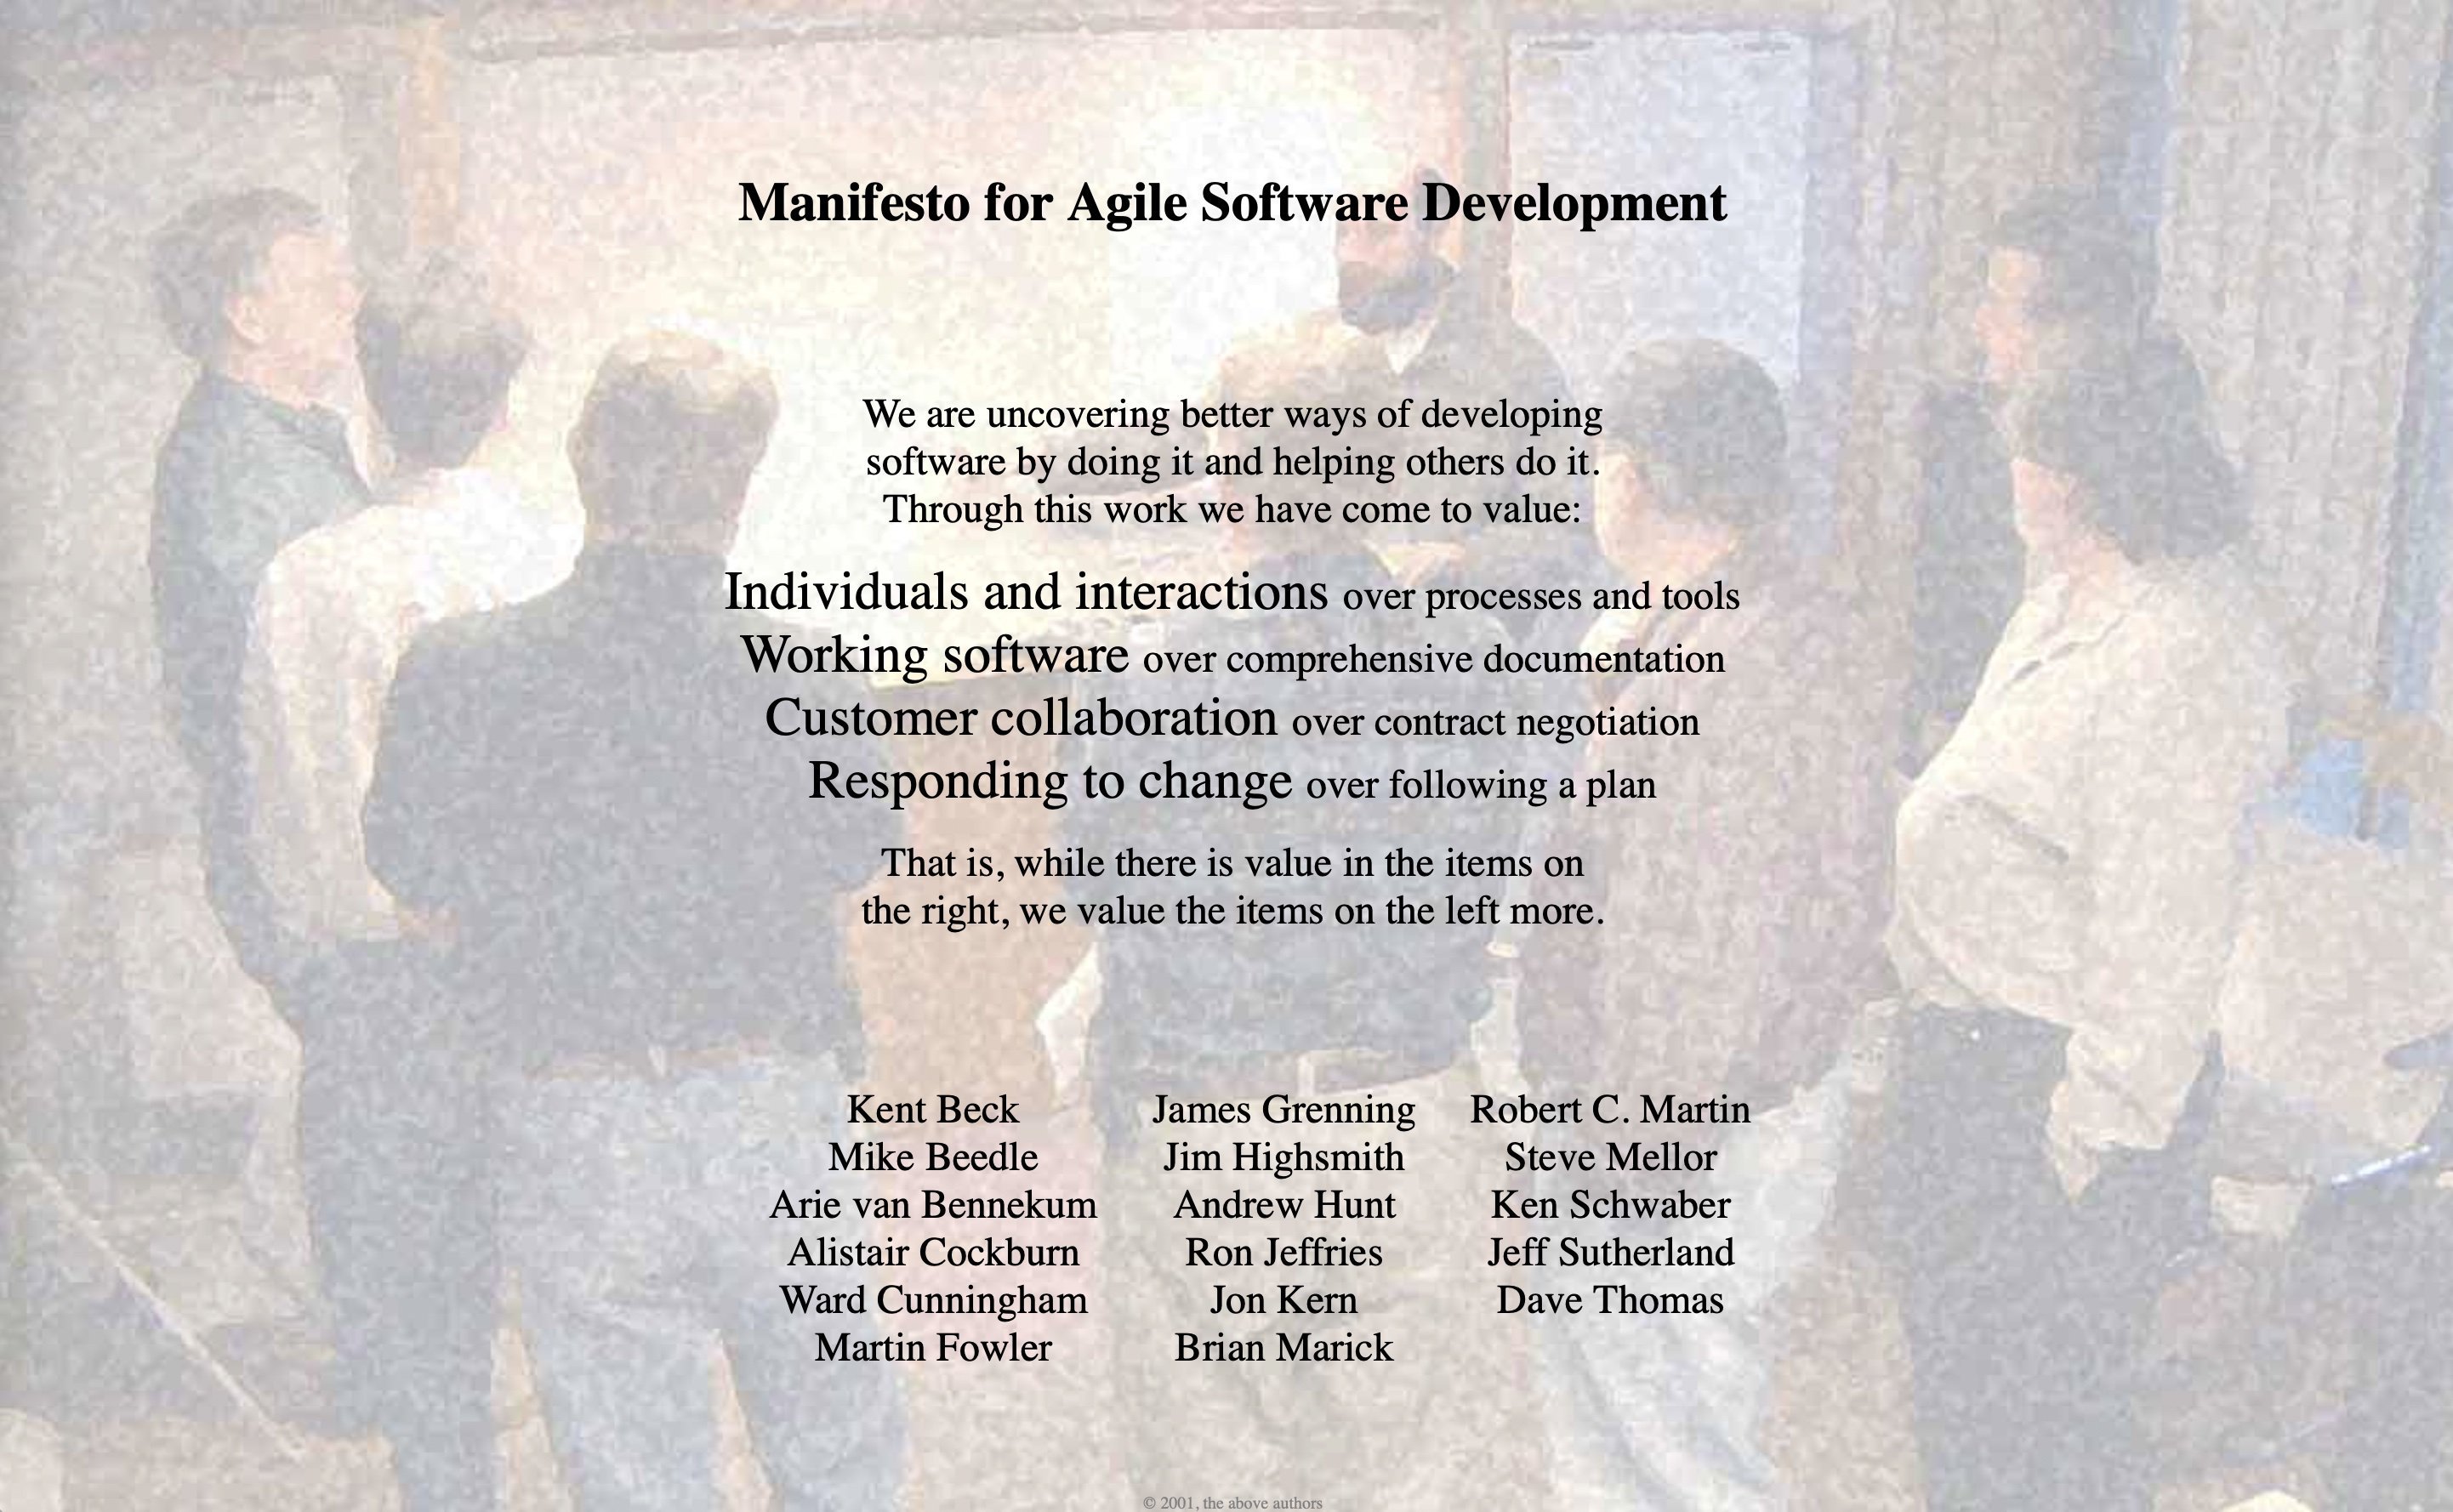 Manifesto for Agile Software Development
We are uncovering better ways of developing
software by doing it and helping others do it.
Through this work we have come to value:
Individuals and interactions over processes and tools
Working software over comprehensive documentation
Customer collaboration over contract negotiation
Responding to change over following a plan
That is, while there is value in the items on
the right, we value the items on the left more.
Kent Beck
Mike Beedle
Arie van Bennekum
Alistair Cockburn
Ward Cunningham
Martin Fowler
James Grenning
Jim Highsmith
Andrew Hunt
Ron Jeffries
Jon Kern
Brian Marick
Robert C. Martin
Steve Mellor
Ken Schwaber
Jeff Sutherland
Dave Thomas
© 2001, the above authors